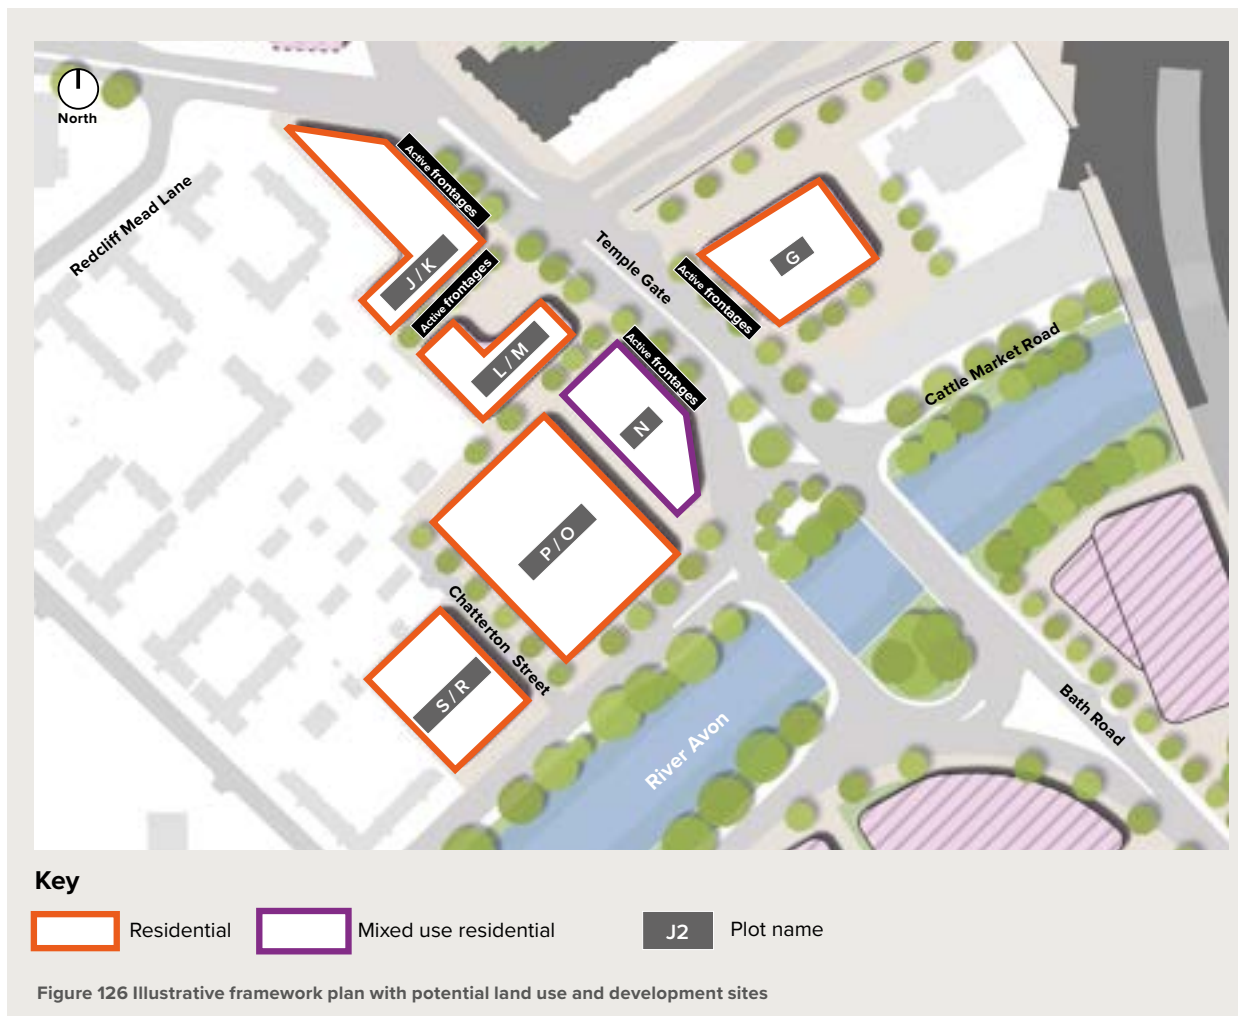 North
Redcliff Mead Lane
Active frontages
J / K
Active frontages
Temple Gate
G
Active frontages
L / M
Active frontages
N
Cattle Market Road
P / O
Chatterton Street
S / R
River Avon
Bath Road
Key
Residential
Mixed use residential
J2
Plot name
Figure 126 Illustrative framework plan with potential land use and development sites